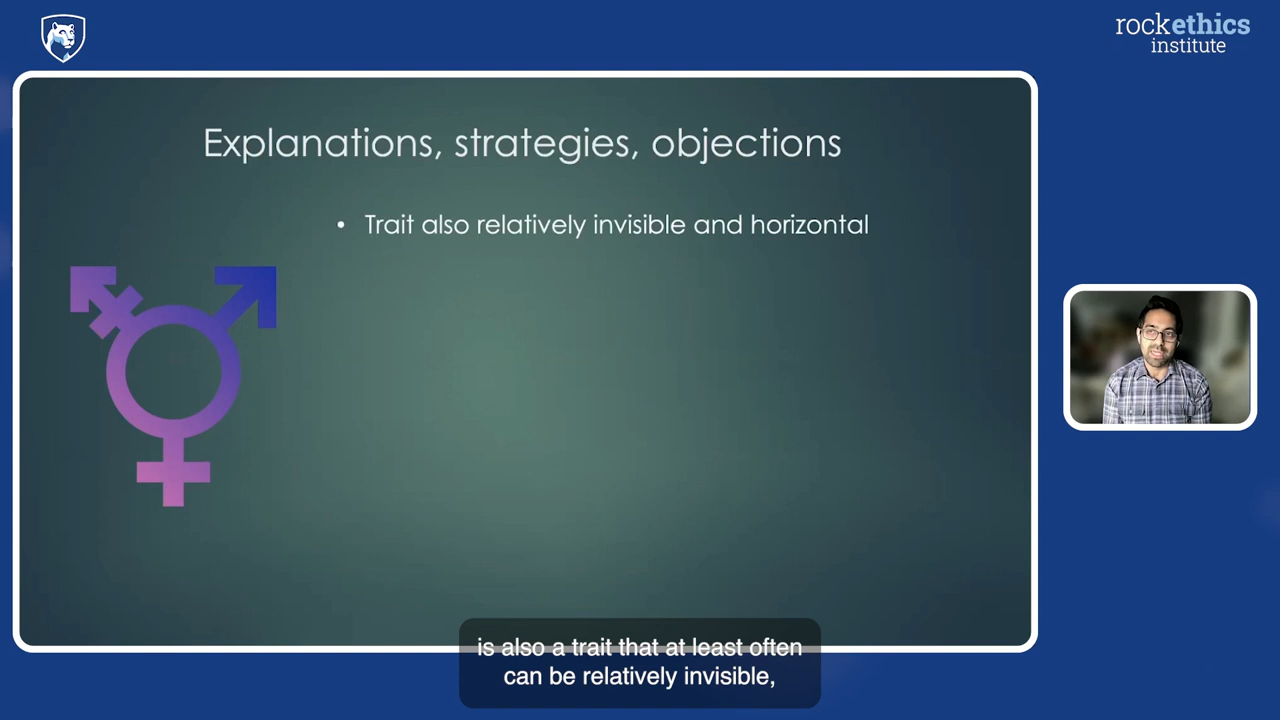 rockethics
institute
Explanations, strategies, objections
• Trait also relatively invisible and horizontal
is also a trait that at least often
can be relatively invisible,